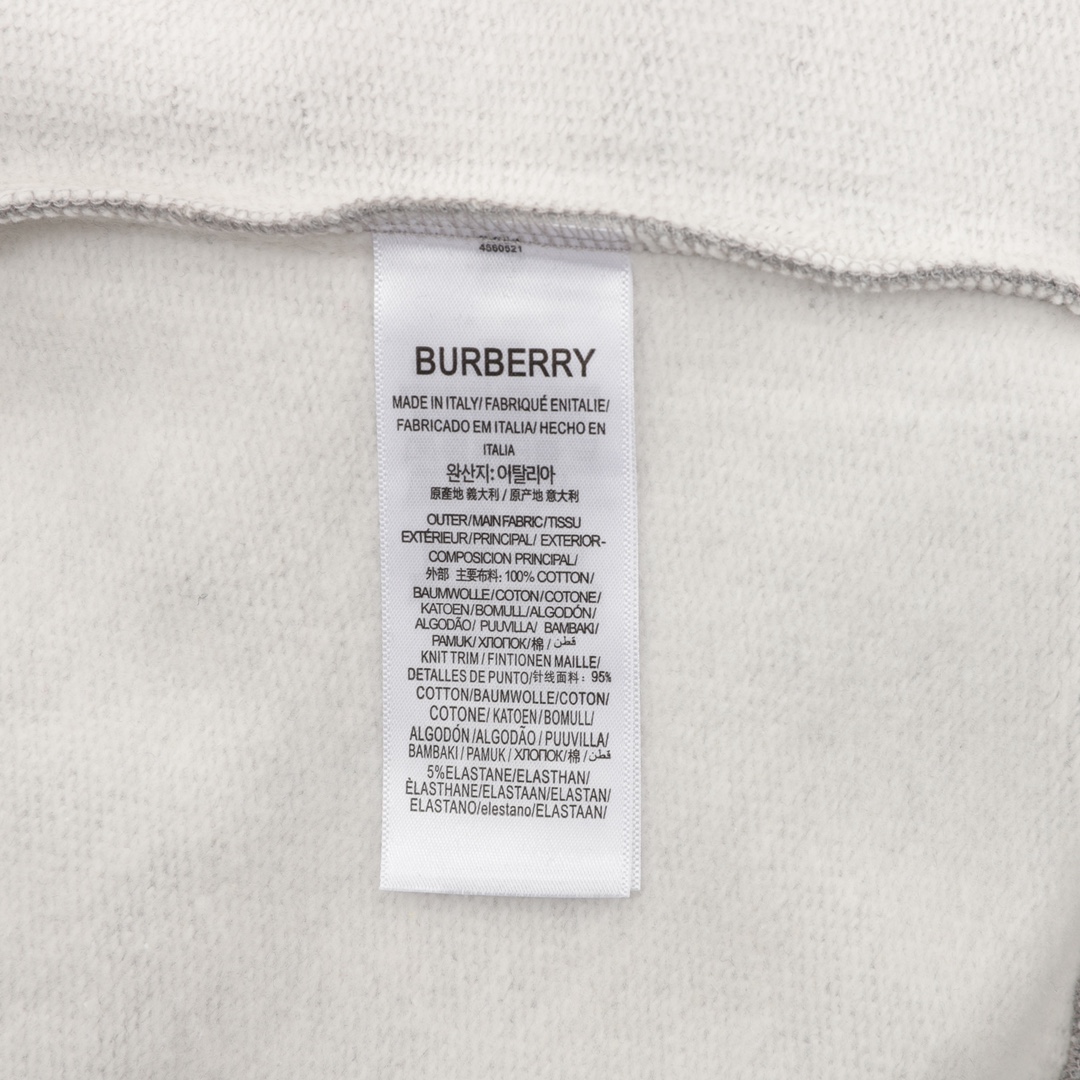 4560521
BURBERRY
MADE IN ITALY/ FABRIQUÉ ENITALIE/
FABRICADO EM ITALIA/ HECHO EN
ITALIA
완산지: 이탈리아
原產地 義大利 / 原产地 意大利
OUTER/MAIN FABRIC/TISSU
EXTÉRIEUR/PRINCIPAL/ EXTERIOR-
COMPOSICION PRINCIPAL/
外部 主要布料: 100% COTTON/
BAUMWOLLE/COTON/COTONE/
KATOEN/BOMULL/ALGODÓN/
ALGODÃO/ PUUVILLA/ BAMBAKI/
PAMUK/ ХЛОПОК/棉 / قطن
KNIT TRIM / FINTIONEN MAILLE/
DETALLES DE PUNTO/针线面料: 95%
COTTON/BAUMWOLLE/COTON/
COTONE/ KATOEN/BOMULL/
ALGODÓN /ALGODÃO / PUUVILLA/
BAMBAKI / PAMUK / ХЛОПОК/棉 / قطن
5%ELASTANE/ELASTHAN/
ÈLASTHANE/ELASTAAN/ELASTAN/
ELASTANO/elestano/ELASTAAN/